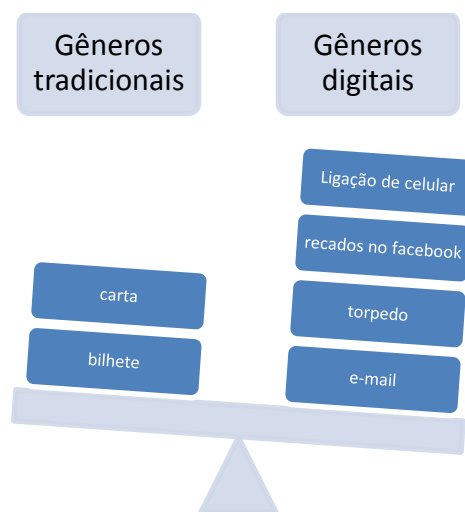 Gêneros
tradicionais
Gêneros
digitais
Ligação de celular
recados no facebook
carta
torpedo
bilhete
e-mail